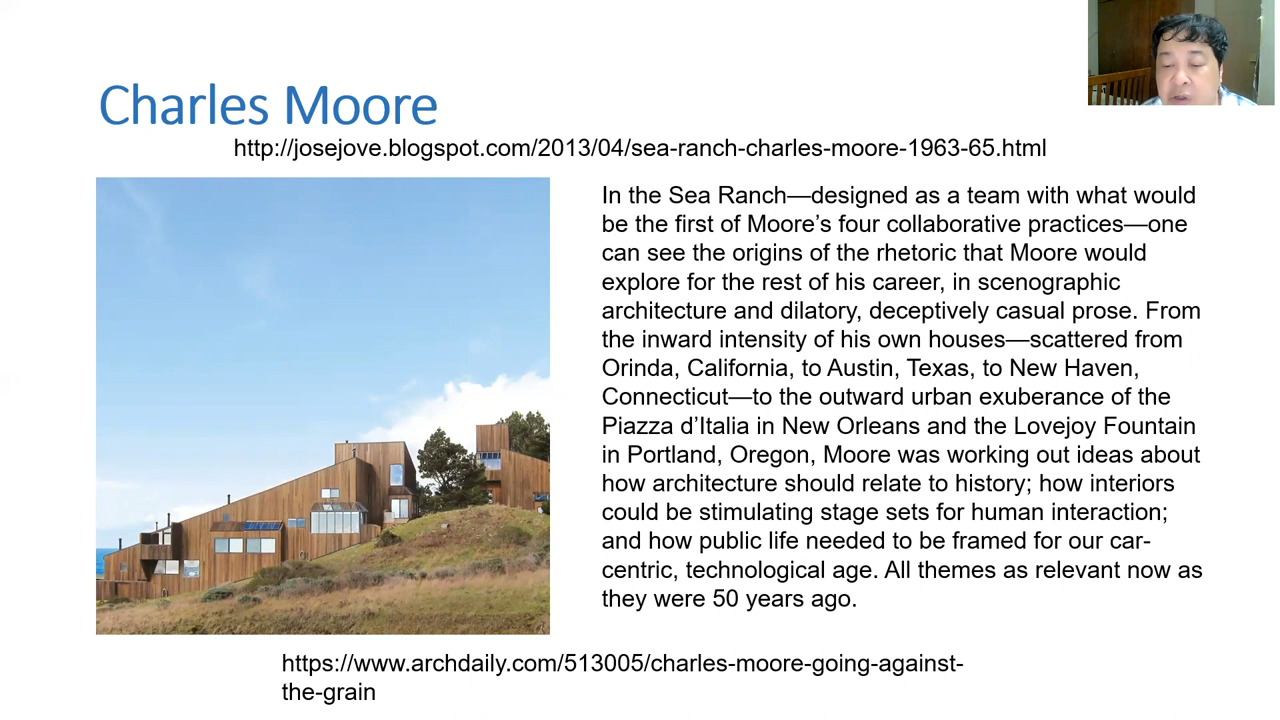 Charles Moore
http://josejove.blogspot.com/2013/04/sea-ranch-charles-moore-1963-65.html
In the Sea Ranch—designed as a team with what would
be the first of Moore’s four collaborative practices—one
can see the origins of the rhetoric that Moore would
explore for the rest of his career, in scenographic
architecture and dilatory, deceptively casual prose. From
the inward intensity of his own houses—scattered from
Orinda, California, to Austin, Texas, to New Haven,
Connecticut—to the outward urban exuberance of the
Piazza d’Italia in New Orleans and the Lovejoy Fountain
in Portland, Oregon, Moore was working out ideas about
how architecture should relate to history; how interiors
could be stimulating stage sets for human interaction;
and how public life needed to be framed for our car-
centric, technological age. All themes as relevant now as
they were 50 years ago.
https://www.archdaily.com/513005/charles-moore-going-against-
the-grain